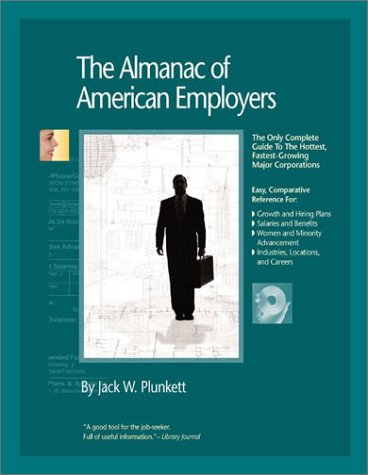 The Almanac of
American Employers
The Only Complete
Guide To The Hottest,
Fastest-Growing
Major Corporations
Easy, Comparative
Reference For:
Growth and Hiring Plans
Salaries and Benefits
Women and Minority
Advancement
Industries, Locations,
and Careers
By Jack W. Plunkett
"A good tool for the job-seeker.
Full of useful information."– Library Journal